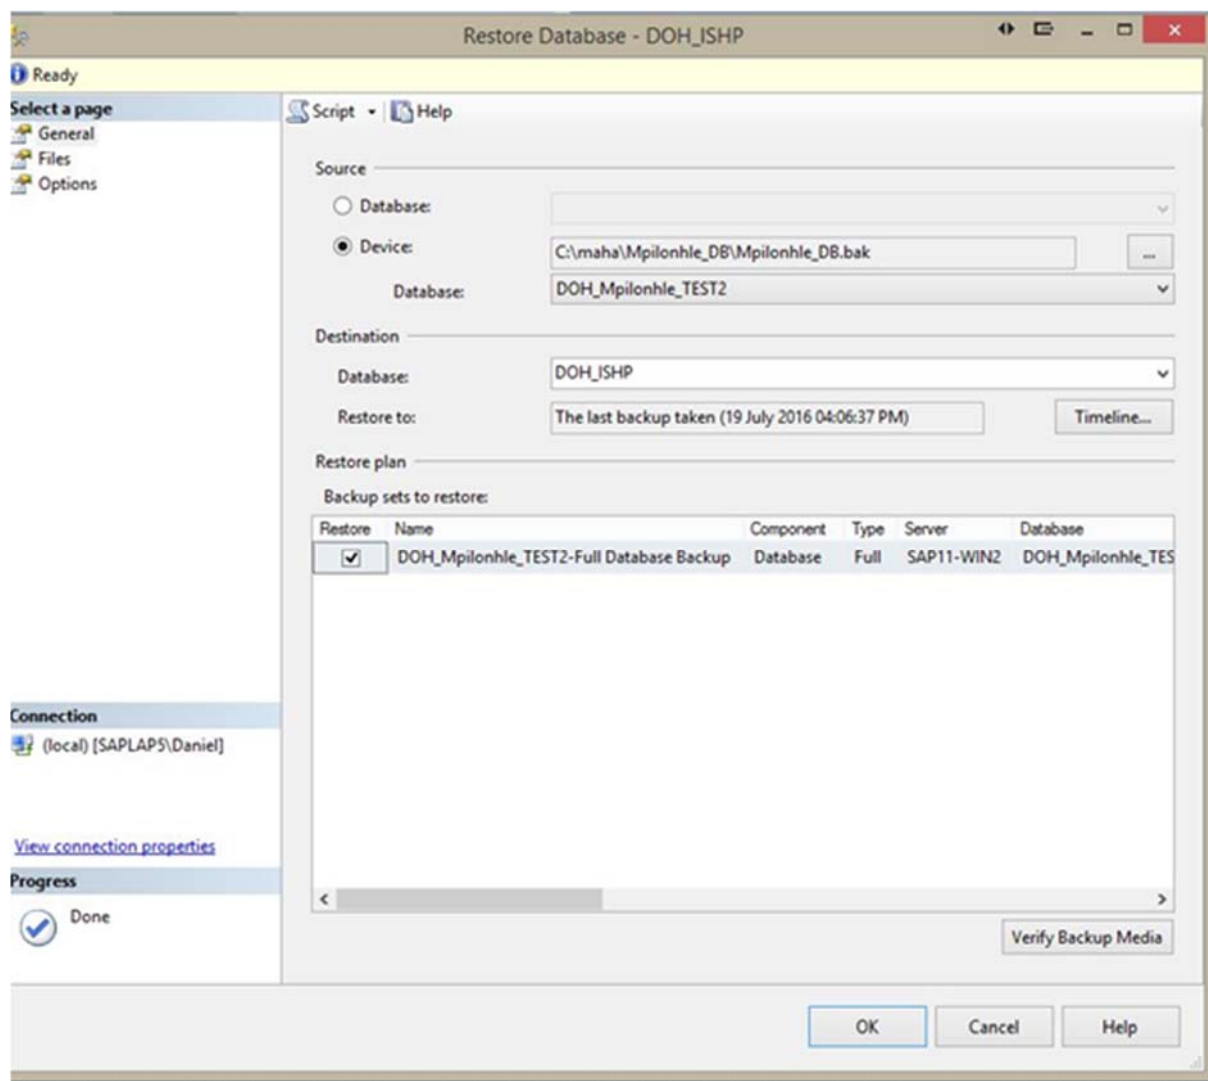 Restore Database - DOH_ISHP
Ready
Select a page
General
Files
Options
Script
Help
Source
Database:
Device:
C:\maha\Mpilonhle_DB\Mpilonhle_DB.bak
...
Database:
DOH_Mpilonhle_TEST2
Destination
Database:
DOH_ISHP
Restore to:
The last backup taken (19 July 2016 04:06:37 PM)
Timeline...
Restore plan
Backup sets to restore:
Restore Name Component Type Server Database
DOH_Mpilonhle_TEST2-Full Database Backup Database Full SAP11-WIN2 DOH_Mpilonhle_TES
Connection
(local) [SAPLAP5\Daniel]
View connection properties
Progress
Done
Verify Backup Media
OK
Cancel
Help